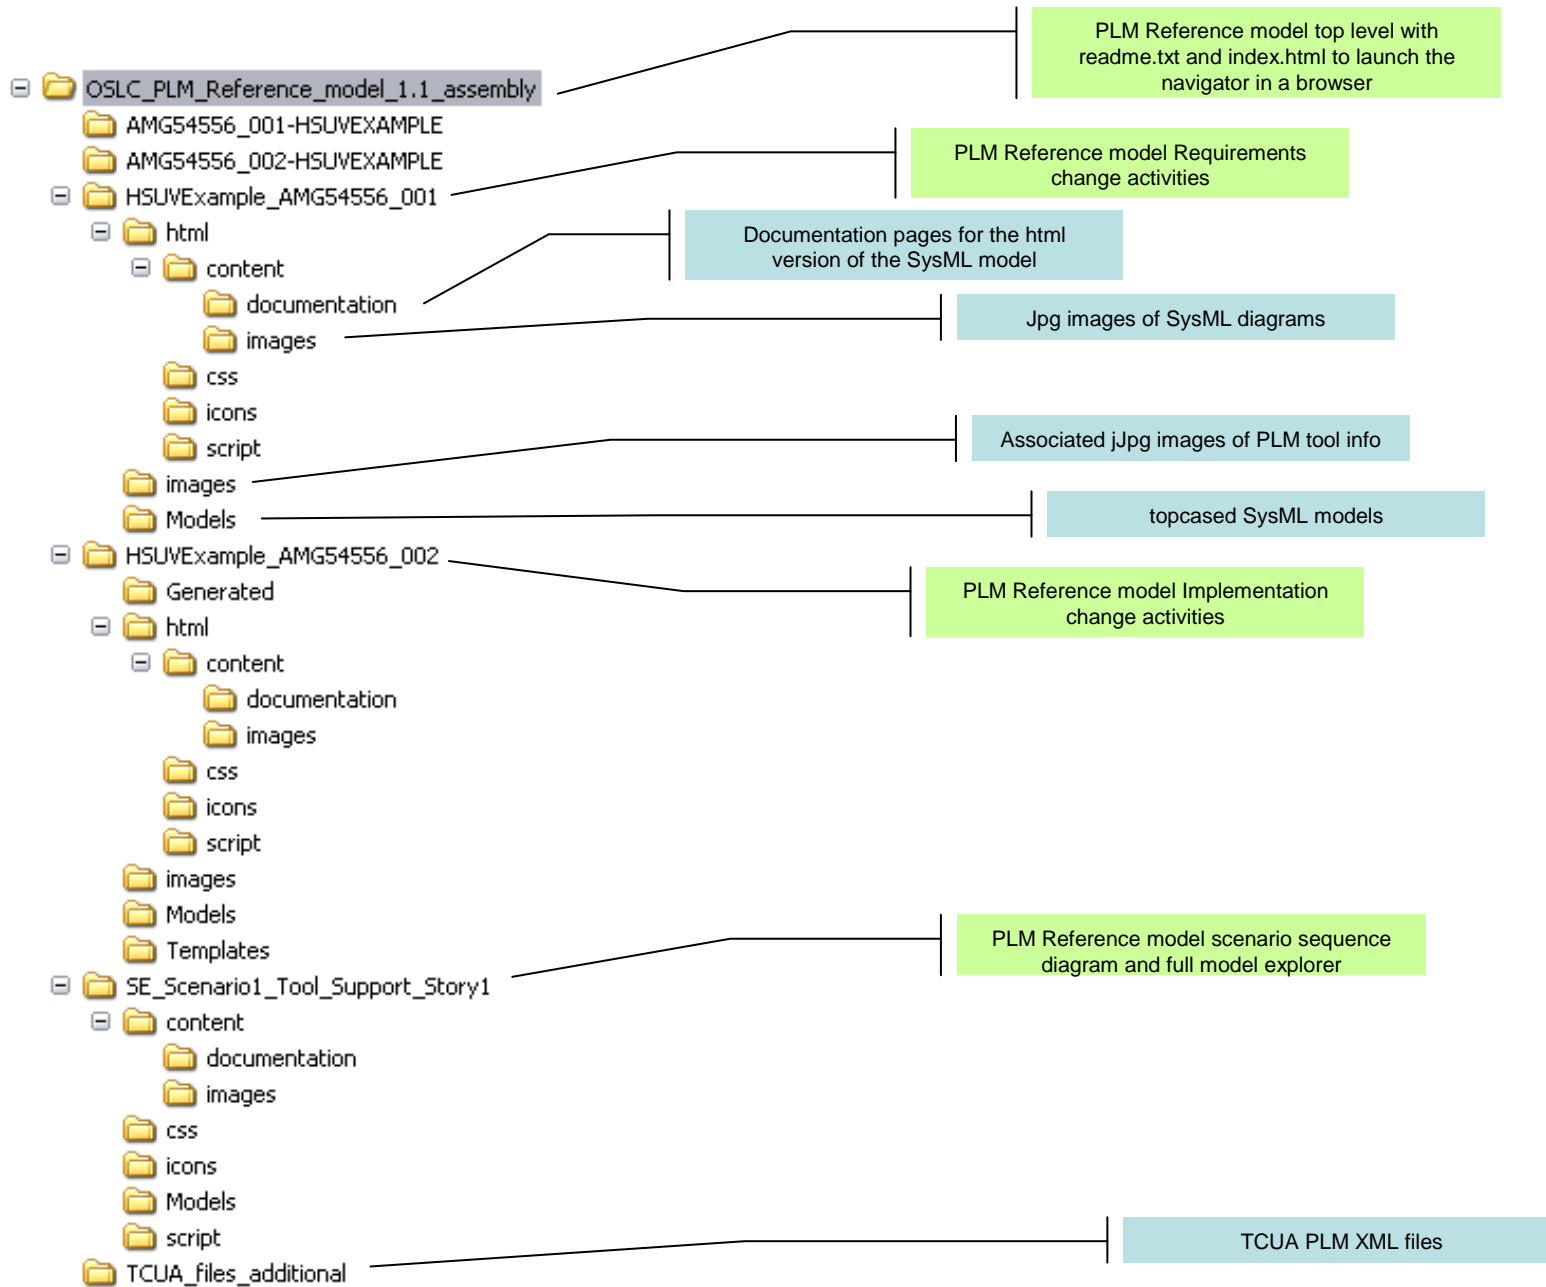 PLM Reference model top level with
readme.txt and index.html to launch the
navigator in a browser
OSLC_PLM_Reference_model_1.1_assembly
AMG54556_001-HSUVEXAMPLE
AMG54556_002-HSUVEXAMPLE
PLM Reference model Requirements
change activities
HSUVExample_AMG54556_001
html
Documentation pages for the html
version of the SysML model
content
documentation
Jpg images of SysML diagrams
images
css
icons
script
Associated jJpg images of PLM tool info
images
Models
topcased SysML models
HSUVExample_AMG54556_002
PLM Reference model Implementation
change activities
Generated
html
content
documentation
images
css
icons
script
images
Models
Templates
PLM Reference model scenario sequence
diagram and full model explorer
SE_Scenario1_Tool_Support_Story1
content
documentation
images
css
icons
Models
script
TCUA PLM XML files
TCUA_files_additional